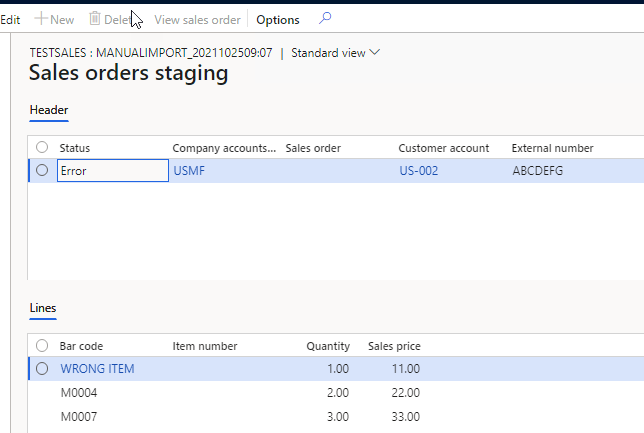 Edit New Delet View sales order Options
TESTSALES : MANUALIMPORT_2021102509:07 | Standard view
Sales orders staging
Header
Status Company accounts... Sales order Customer account External number
Error USMF US-002 ABCDEFG
Lines
Bar code Item number Quantity Sales price
WRONG ITEM 1.00 11.00
M0004 2.00 22.00
M0007 3.00 33.00